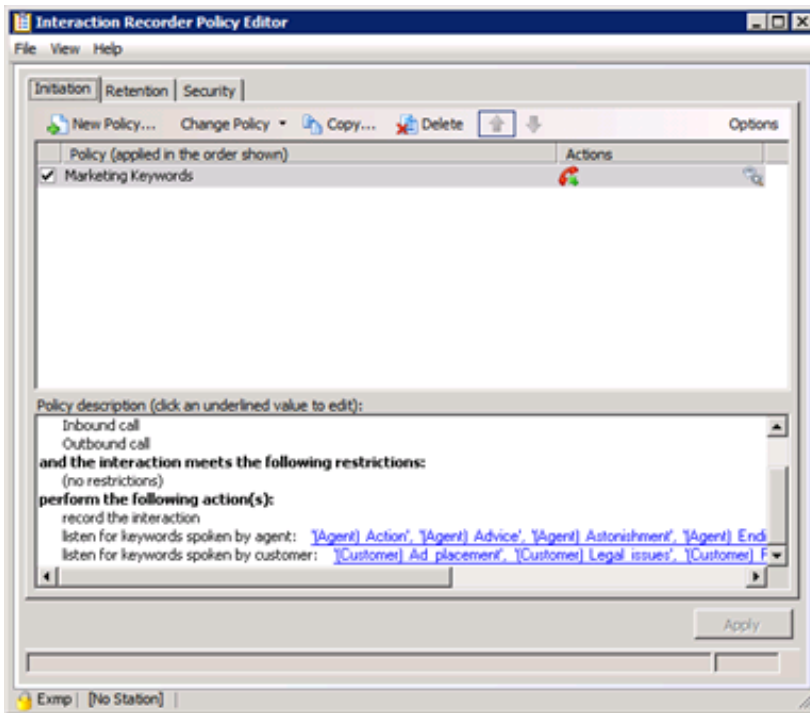 Interaction Recorder Policy Editor
File View Help
Initiation Retention Security
New Policy... Change Policy Copy... Delete Options
Policy (applied in the order shown) Actions
Marketing Keywords
Policy description (click an underlined value to edit):
Inbound call
Outbound call
and the interaction meets the following restrictions:
(no restrictions)
perform the following action(s):
record the interaction
listen for keywords spoken by agent: '(Agent) Action', '(Agent) Advice', '(Agent) Astonishment', '(Agent) Endi
listen for keywords spoken by customer: '(Customer) Ad placement', '(Customer) Legal issues', '(Customer) F
Apply
Exmp [No Station]